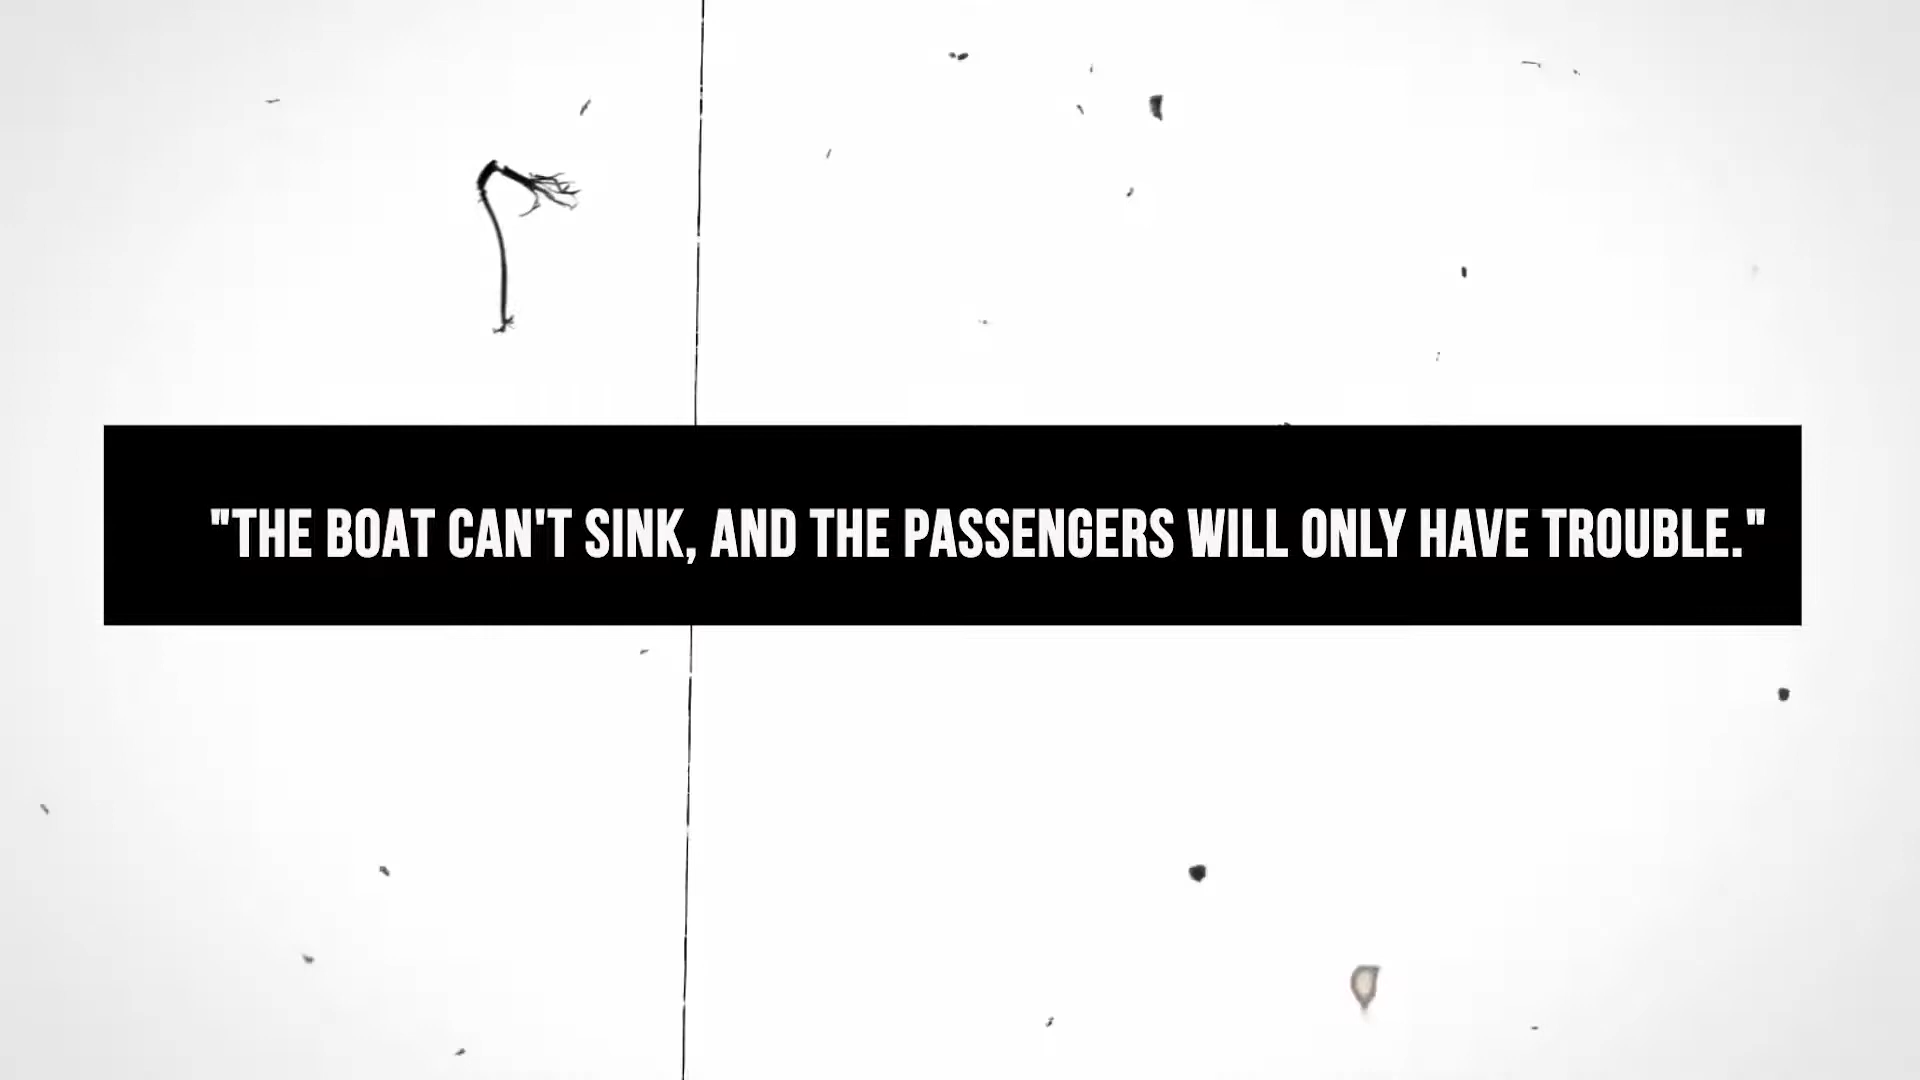 "THE BOAT CAN'T SINK, AND THE PASSENGERS WILL ONLY HAVE TROUBLE."